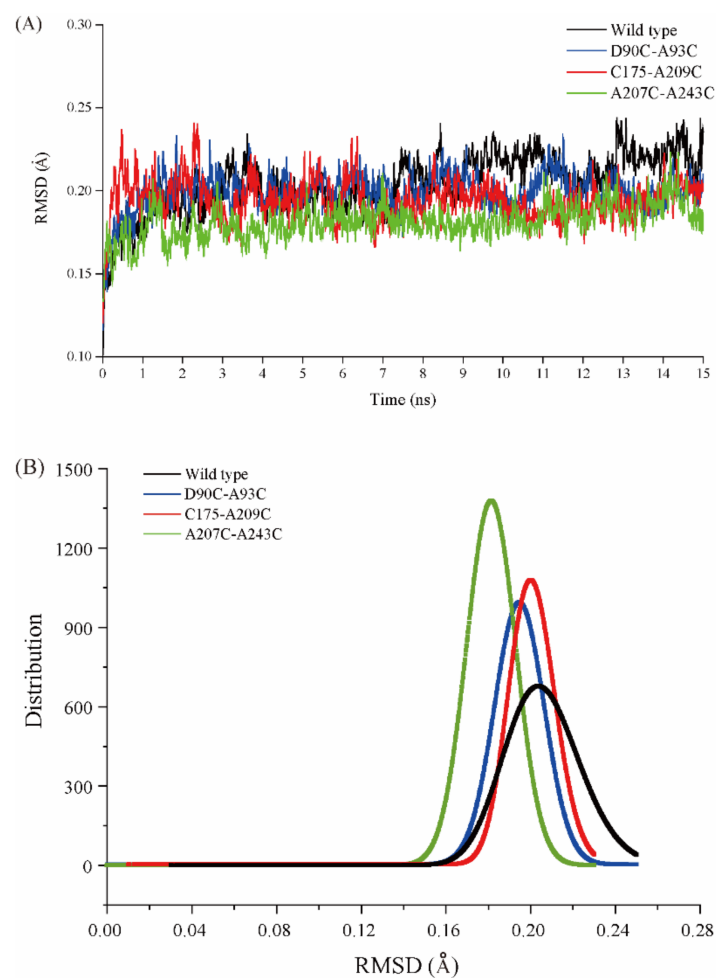 (A)
0.30
0.25
0.20
0.15
0.10
RMSD (Å)
Wild type
D90C-A93C
C175-A209C
A207C-A243C
0 1 2 3 4 5 6 7 8 9 10 11 12 13 14 15
Time (ns)
(B)
1500
1200
900
600
300
0
Distribution
Wild type
D90C-A93C
C175-A209C
A207C-A243C
0.00 0.04 0.08 0.12 0.16 0.20 0.24 0.28
RMSD (Å)